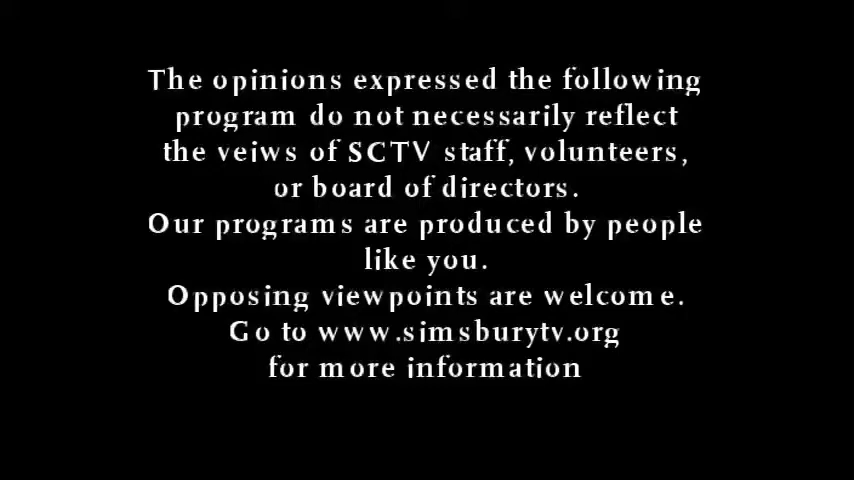 The opinions expressed the following
program do not necessarily reflect
the veiws of SCTV staff, volunteers,
or board of directors.
Our programs are produced by people
like you.
Opposing viewpoints are welcome.
Go to www.simsburytv.org
for more information